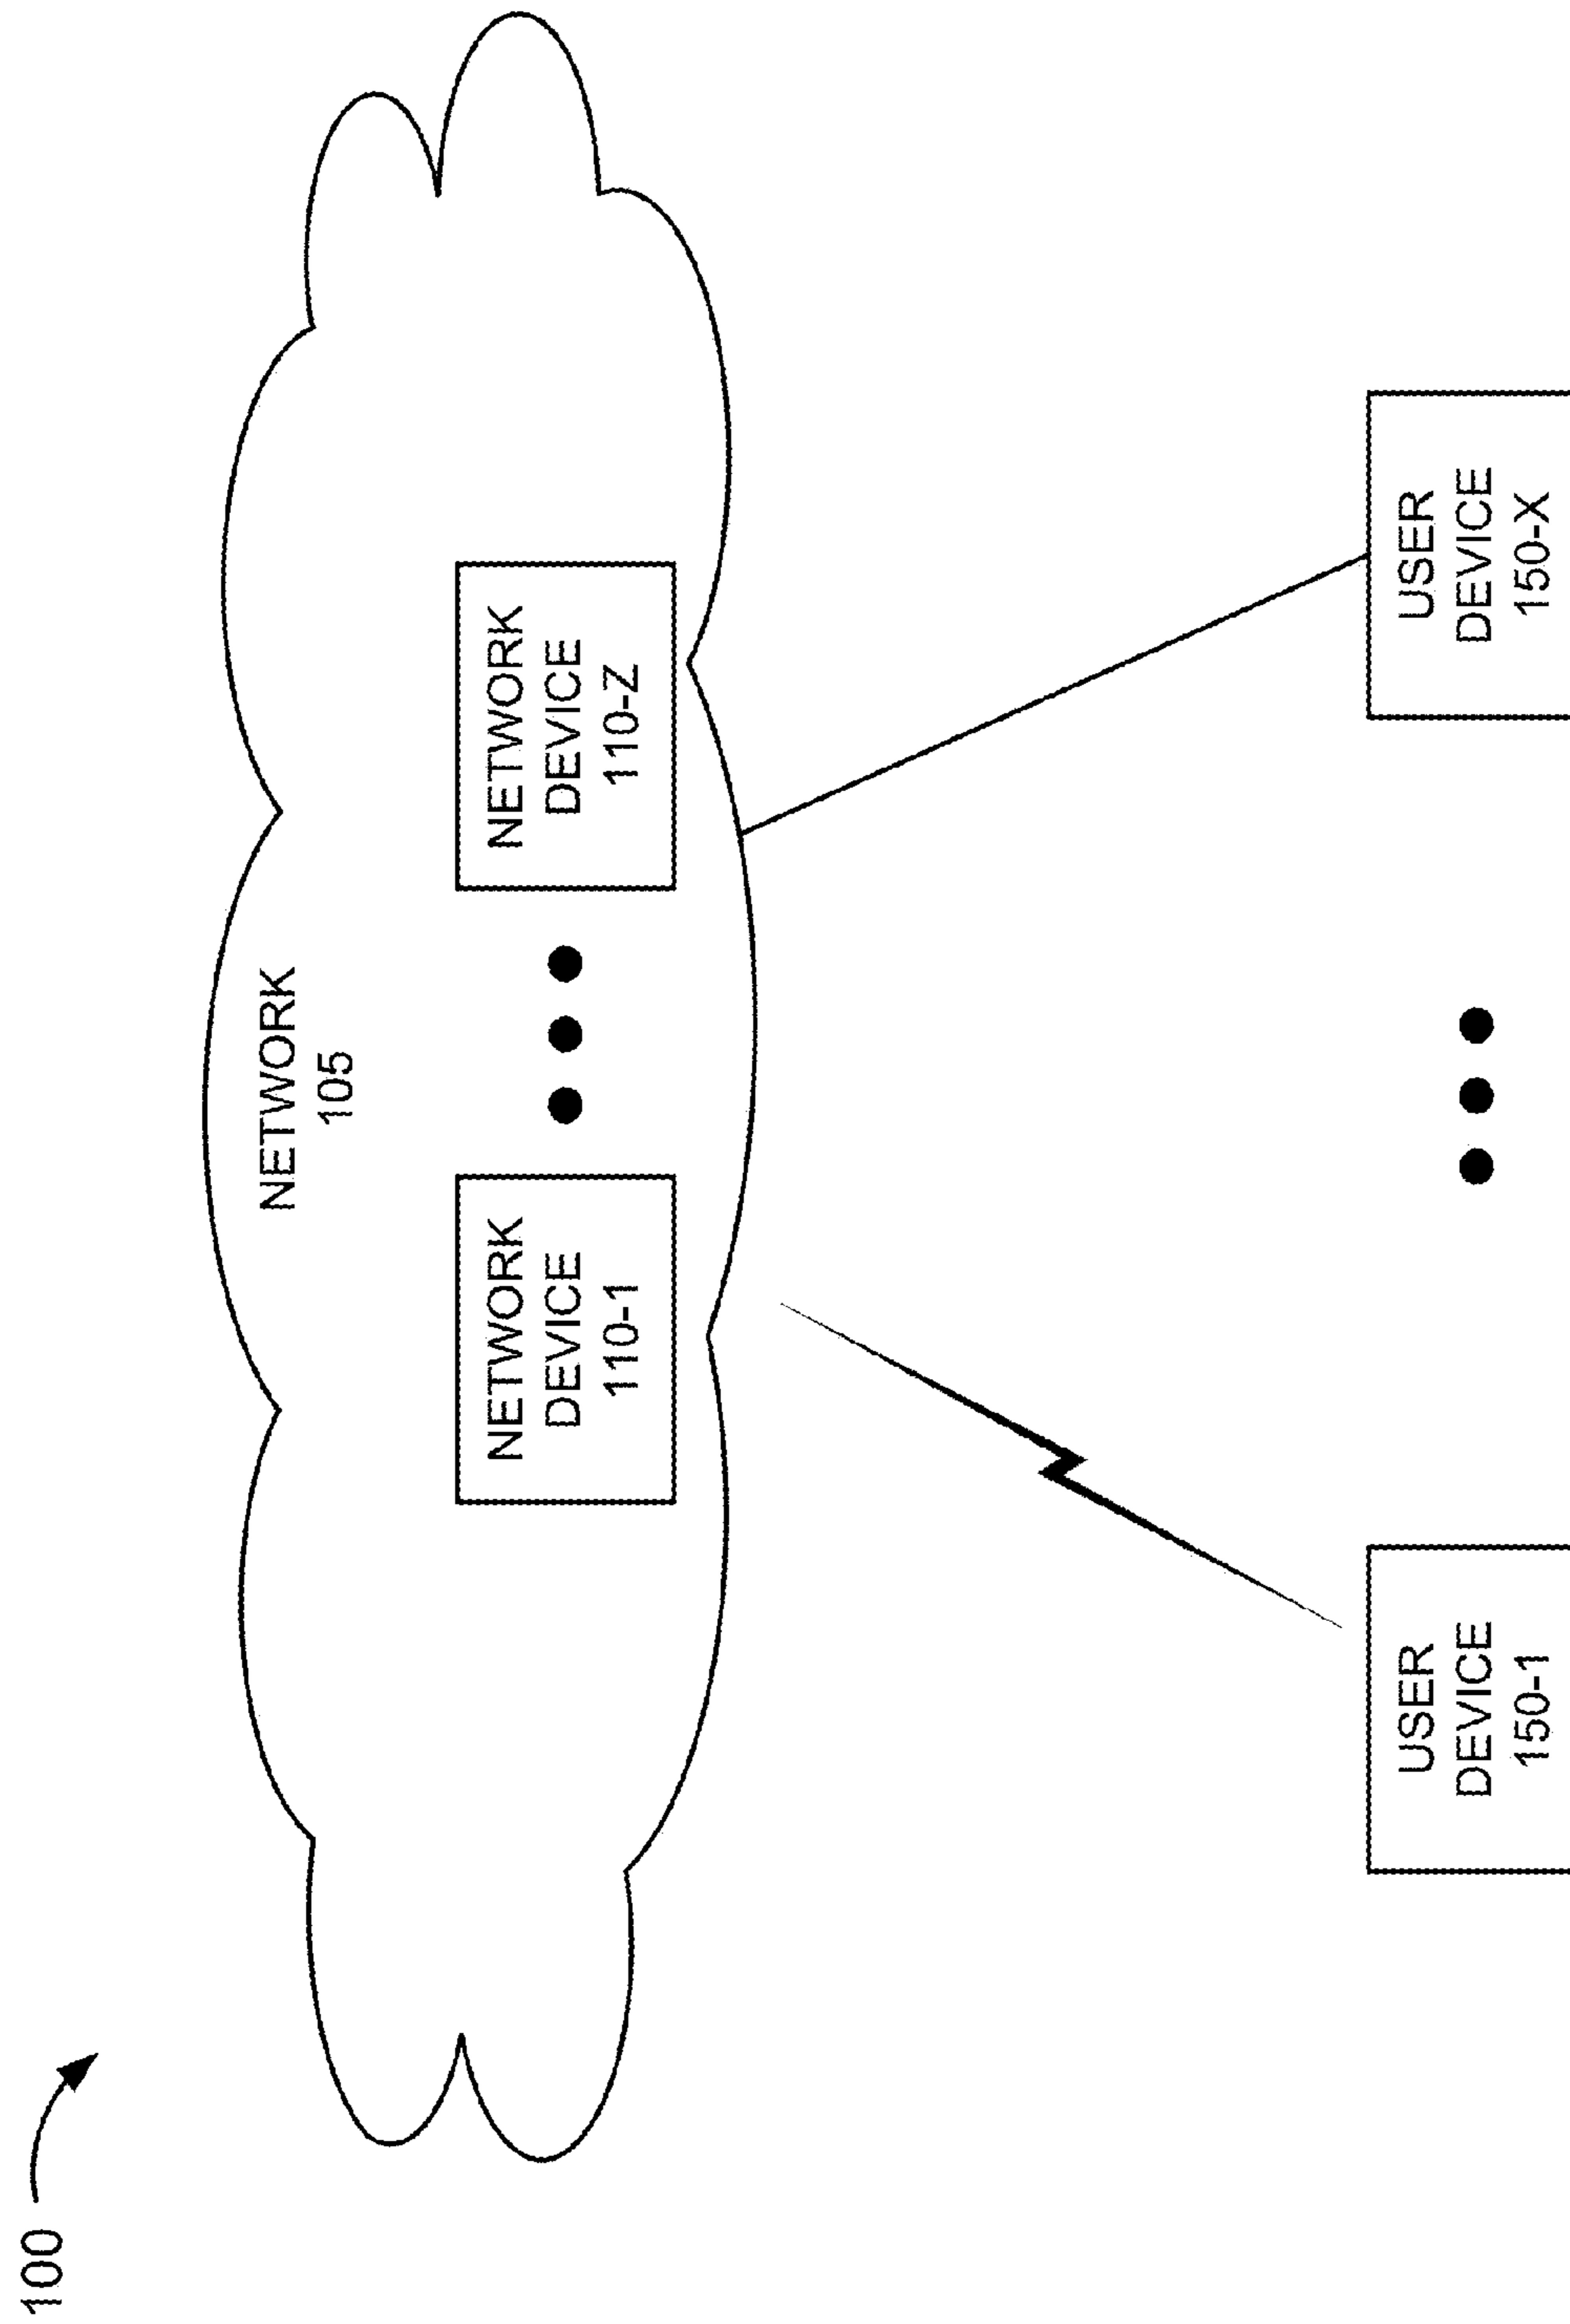 100
NETWORK
105
NETWORK
DEVICE
110-1
NETWORK
DEVICE
110-Z
USER
DEVICE
150-1
USER
DEVICE
150-X